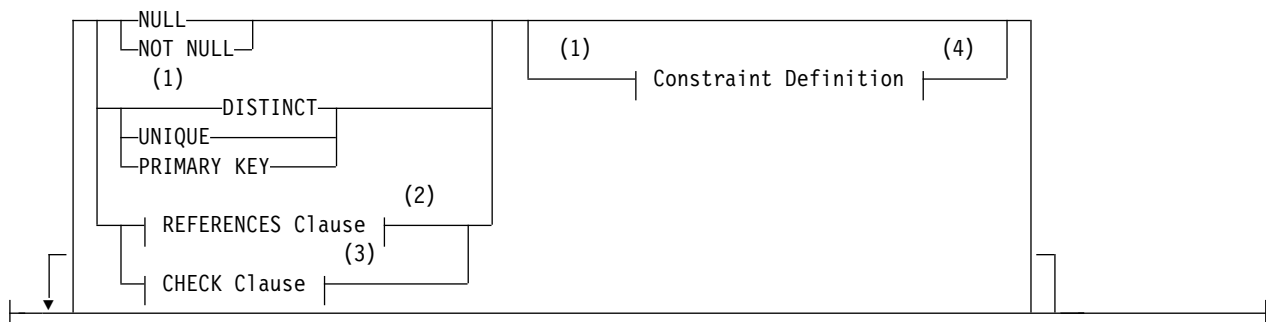 NULL
NOT NULL
(1) (4)
(1)
Constraint Definition
DISTINCT
UNIQUE
PRIMARY KEY
(2)
REFERENCES Clause
(3)
CHECK Clause